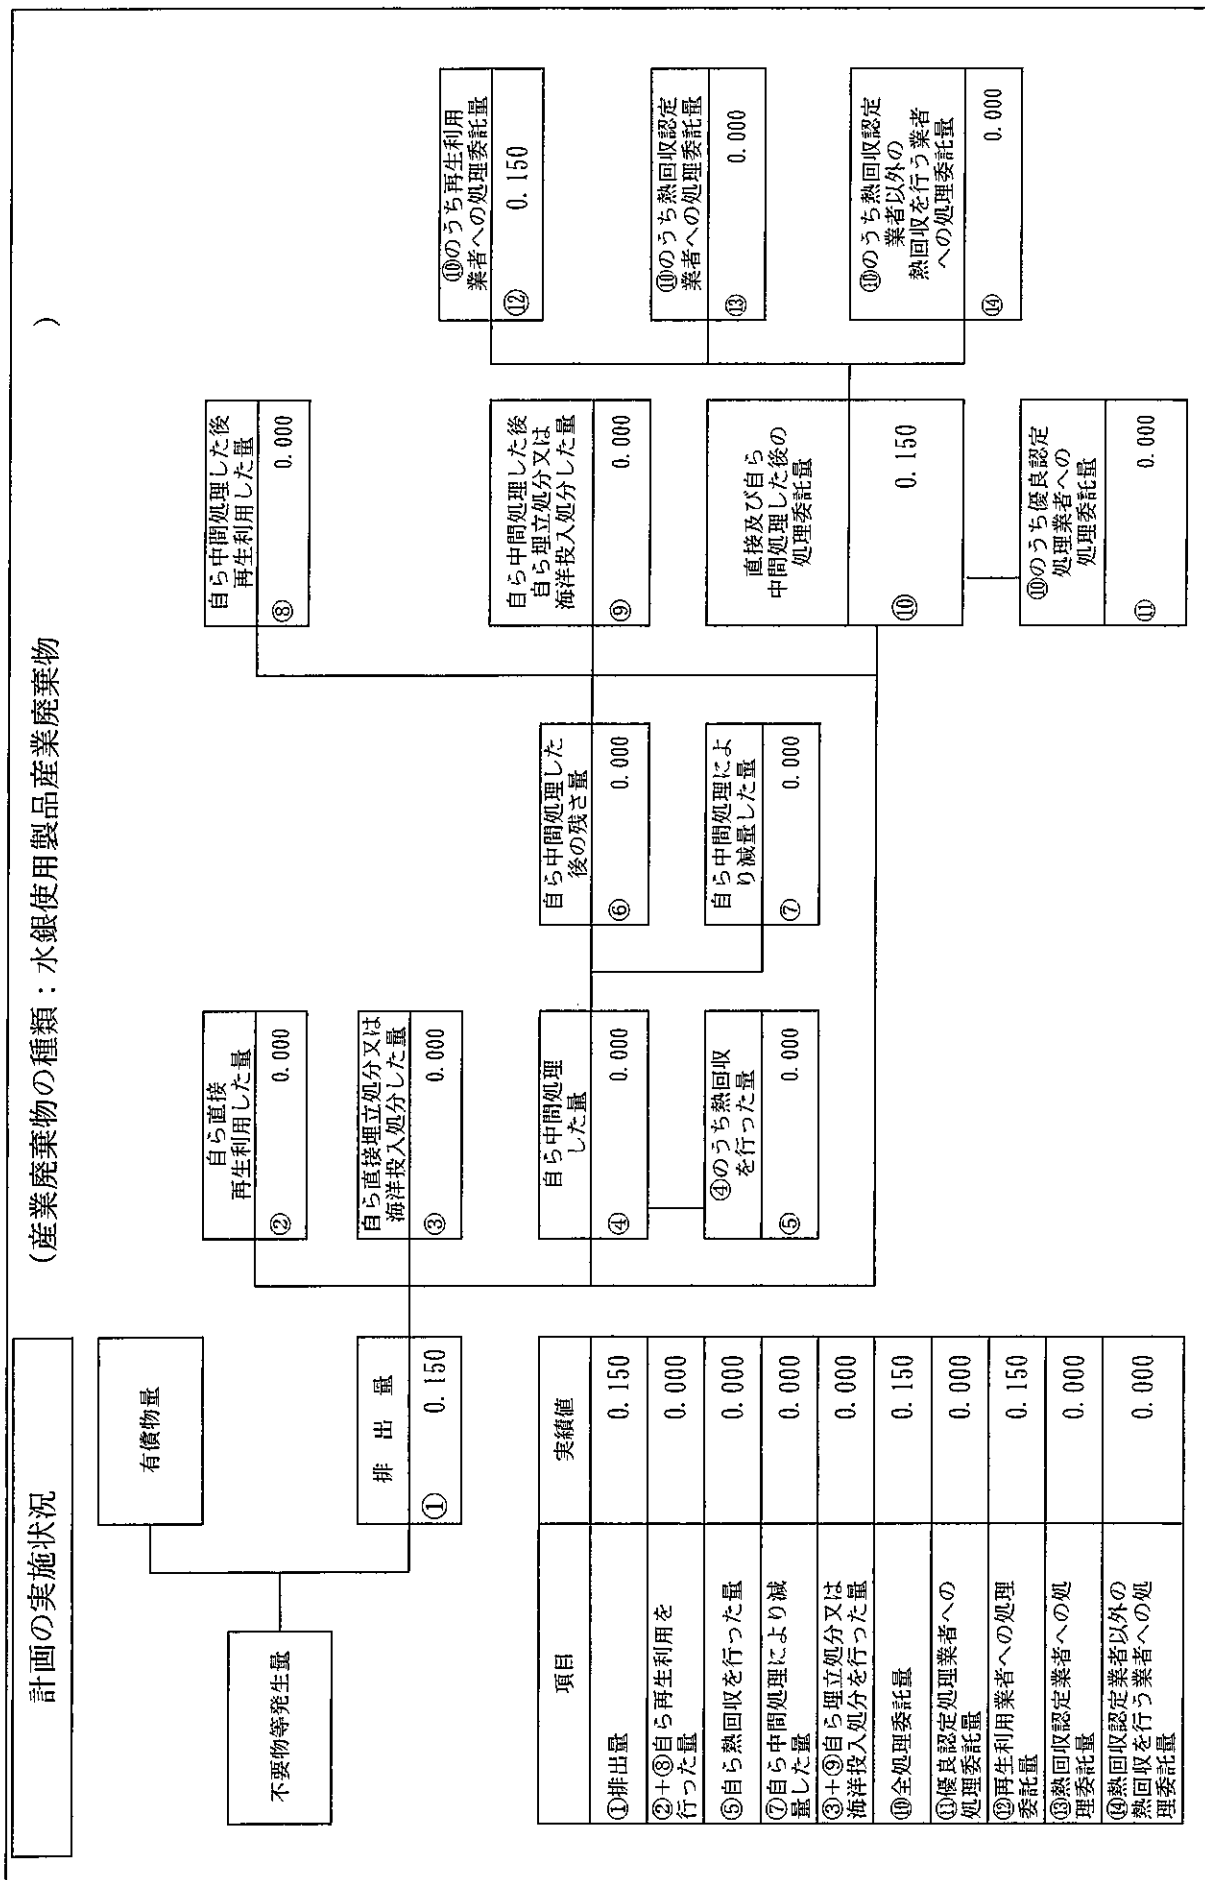 計画の実施状況
(産業廃棄物の種類：水銀使用製品産業廃棄物 )
不要物等発生量
有償物量
排 出 量
① 0.150
自ら直接
再生利用した量
② 0.000
自ら直接埋立処分又は
海洋投入処分した量
③ 0.000
自ら中間処理
した量
④ 0.000
④のうち熱回収
を行った量
⑤ 0.000
自ら中間処理した
後の残さ量
⑥ 0.000
自ら中間処理によ
り減量した量
⑦ 0.000
自ら中間処理した後
再生利用した量
⑧ 0.000
自ら中間処理した後
自ら埋立処分又は
海洋投入処分した量
⑨ 0.000
直接及び自ら
中間処理した後の
処理委託量
⑩ 0.150
⑩のうち優良認定
処理業者への
処理委託量
⑪ 0.000
⑩のうち再生利用
業者への処理委託量
⑫ 0.150
⑩のうち熱回収認定
業者への処理委託量
⑬ 0.000
⑩のうち熱回収認定
業者以外の
熱回収を行う業者
への処理委託量
⑭ 0.000
項目 実績値
①排出量 0.150
②+⑧自ら再生利用を
行った量 0.000
⑤自ら熱回収を行った量 0.000
⑦自ら中間処理により減
量した量 0.000
③+⑨自ら埋立処分又は
海洋投入処分を行った量 0.000
⑩全処理委託量 0.150
⑪優良認定処理業者への
処理委託量 0.000
⑫再生利用業者への処理
委託量 0.150
⑬熱回収認定業者への処
理委託量 0.000
⑭熱回収認定業者以外の
熱回収を行う業者への処
理委託量 0.000